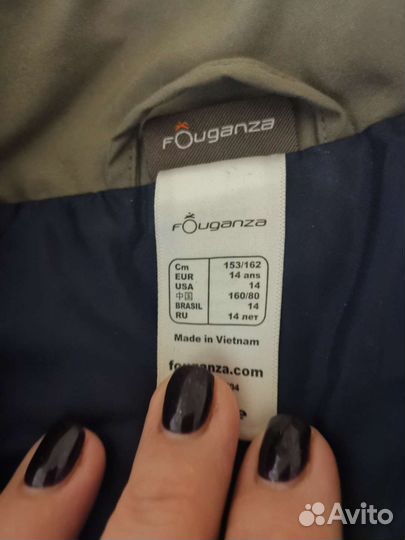 FOuganza
FOuganza
Cm 153/162
EUR 14 ans
USA 14
中国 160/80
BRASIL 14
RU 14 лет
Made in Vietnam
fouganza.com
Avito